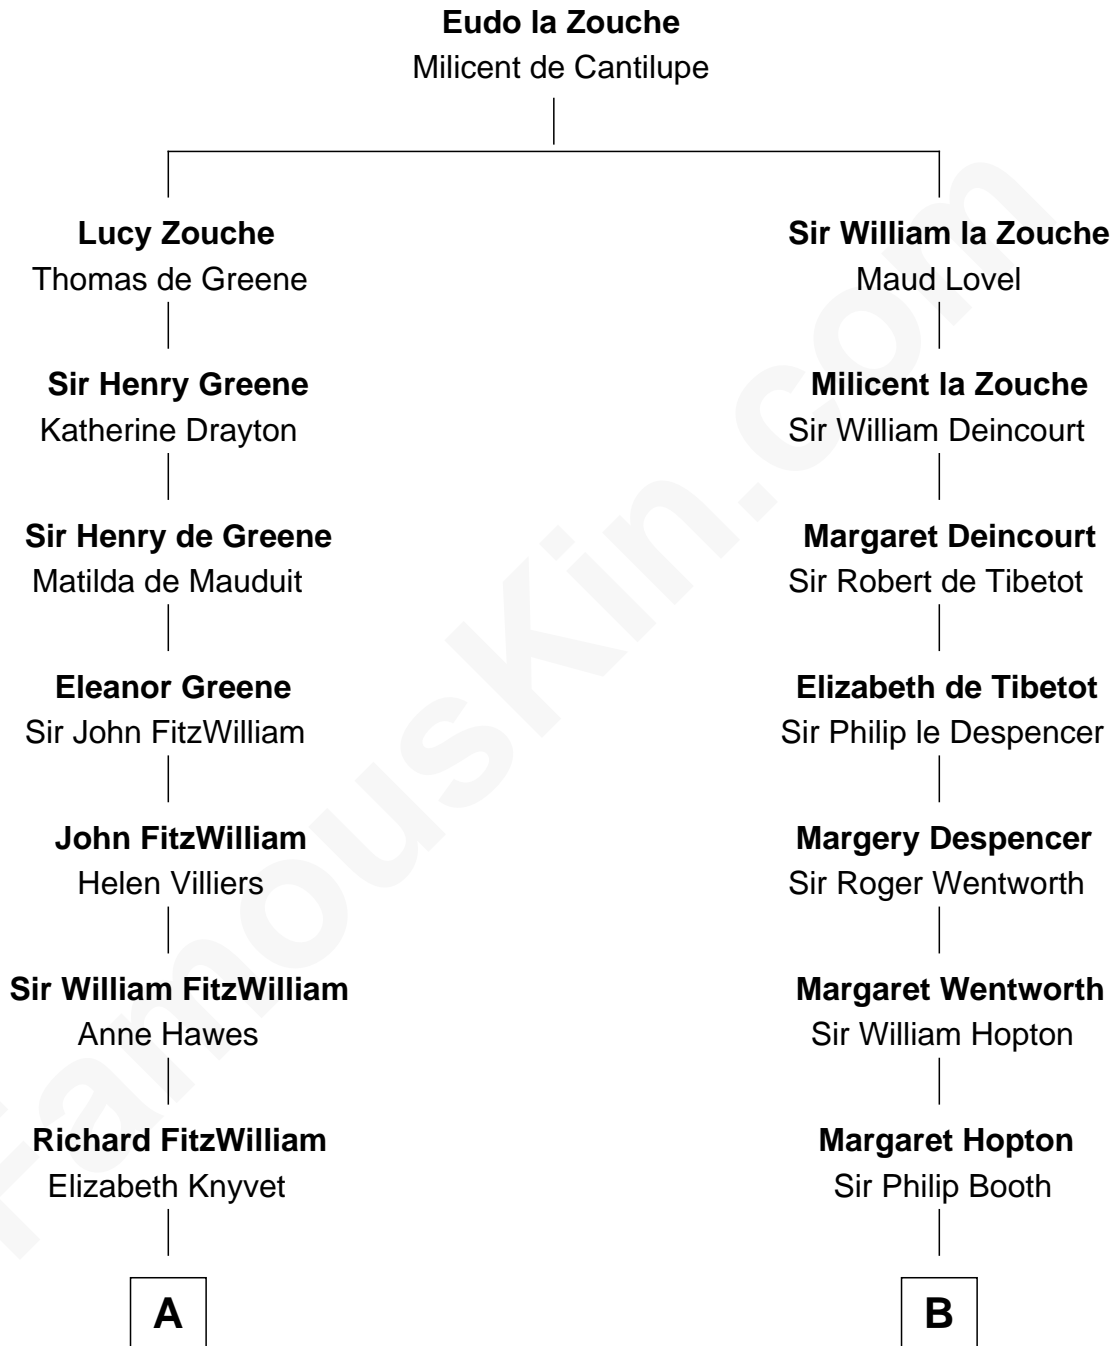 Eudo la Zouche
Milicent de Cantilupe
Lucy Zouche
Thomas de Greene
Sir William la Zouche
Maud Lovel
Sir Henry Greene
Katherine Drayton
Milicent la Zouche
Sir William Deincourt
Sir Henry de Greene
Matilda de Mauduit
Margaret Deincourt
Sir Robert de Tibetot
Eleanor Greene
Sir John FitzWilliam
Elizabeth de Tibetot
Sir Philip le Despencer
John FitzWilliam
Helen Villiers
Margery Despencer
Sir Roger Wentworth
Sir William FitzWilliam
Anne Hawes
Margaret Wentworth
Sir William Hopton
Richard FitzWilliam
Elizabeth Knyvet
Margaret Hopton
Sir Philip Booth
A
B
FamousKin.com